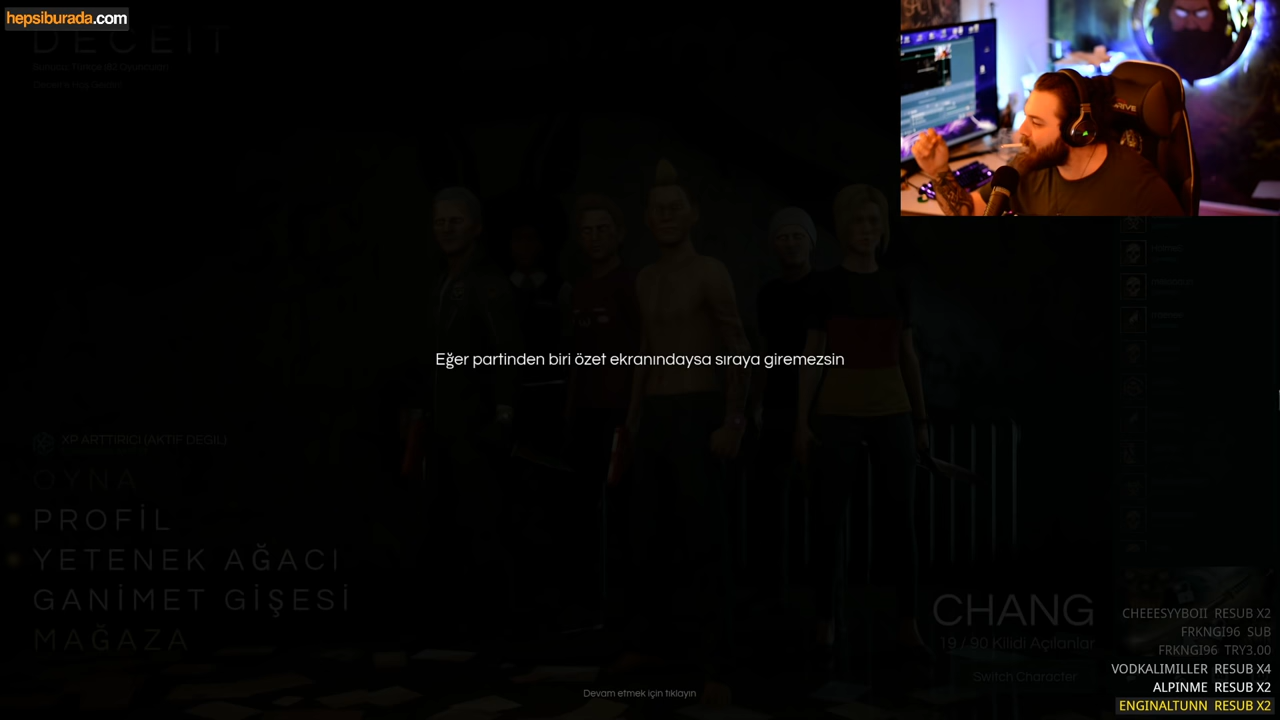 hepsiburada.com
DECEIT
Eğer partinden biri özet ekranındaysa sıraya giremezsin
XP ARTTIRICI (AKTİF DEĞİL)
OYNA
PROFİL
YETENEK AĞACI
GANİMET GİŞESİ
MAĞAZA
CHANG
19 / 90 Kilidi Açılanlar
Switch Character
Devam etmek için tıklayın
CHEEESYYBOII RESUB X2
FRKNGI96 SUB
FRKNGI96 TRY3.00
VODKALIMILLER RESUB X4
ALPINME RESUB X2
ENGINALTUNN RESUB X2